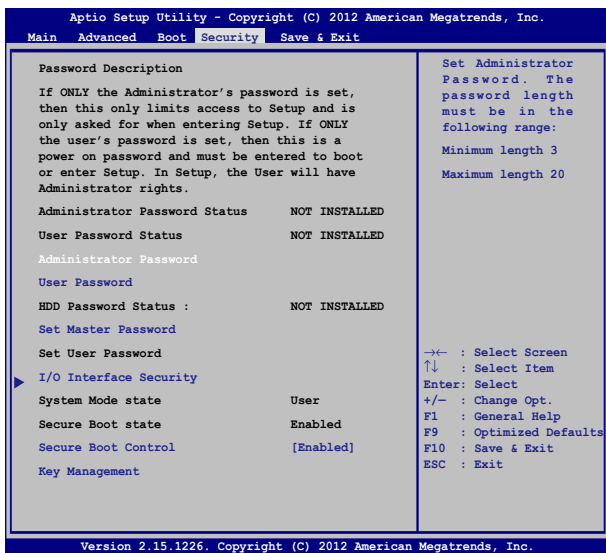 Aptio Setup Utility - Copyright (C) 2012 American Megatrends, Inc.
Main Advanced Boot Security Save & Exit
Password Description
If ONLY the Administrator's password is set,
then this only limits access to Setup and is
only asked for when entering Setup. If ONLY
the user's password is set, then this is a
power on password and must be entered to boot
or enter Setup. In Setup, the User will have
Administrator rights.
Administrator Password Status NOT INSTALLED
User Password Status NOT INSTALLED
Administrator Password
User Password
HDD Password Status : NOT INSTALLED
Set Master Password
Set User Password
I/O Interface Security
System Mode state User
Secure Boot state Enabled
Secure Boot Control [Enabled]
Key Management
Set Administrator
Password. The
password length
must be in the
following range:
Minimum length 3
Maximum length 20
→← : Select Screen
↑↓ : Select Item
Enter: Select
+/— : Change Opt.
F1 : General Help
F9 : Optimized Defaults
F10 : Save & Exit
ESC : Exit
Version 2.15.1226. Copyright (C) 2012 American Megatrends, Inc.